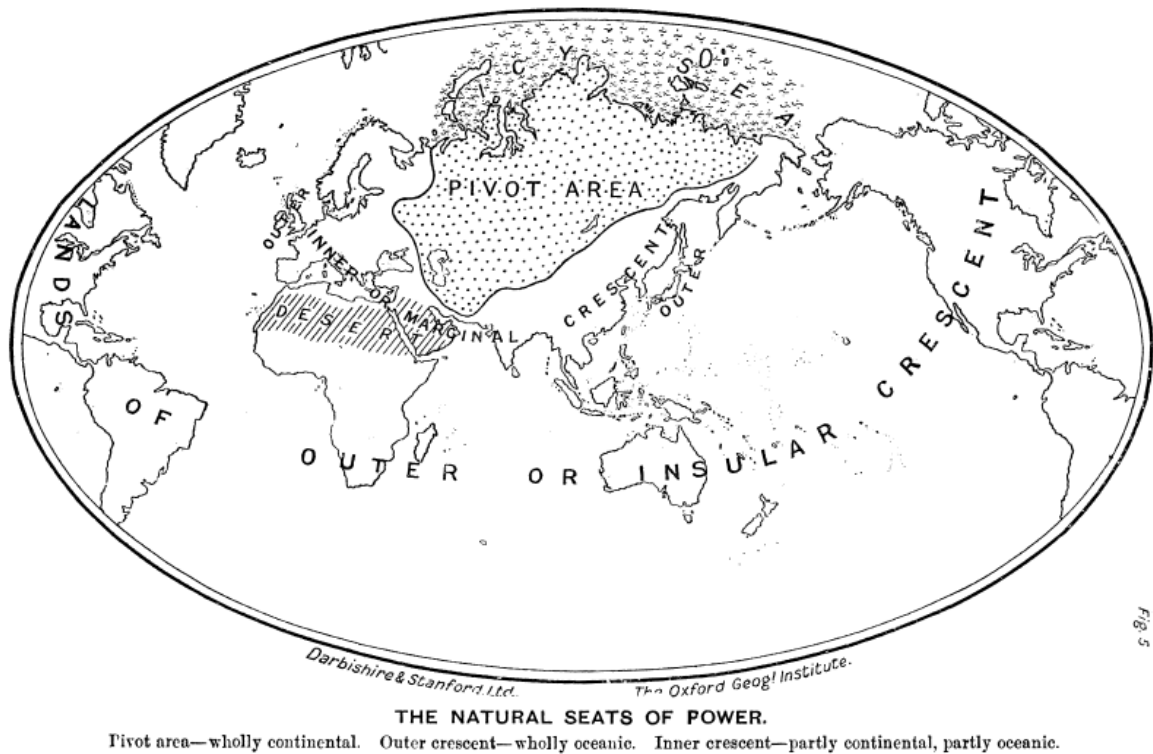 ICY SEA
PIVOT AREA
OUTER
INNER OR MARGINAL CRESCENT
OUTER
DESERT
LANDS OF OUTER OR INSULAR CRESCENT
Fig. 5
Darbishire & Stanford, Ltd.
The Oxford Geog! Institute.
THE NATURAL SEATS OF POWER.
Pivot area—wholly continental. Outer crescent—wholly oceanic. Inner crescent—partly continental, partly oceanic.